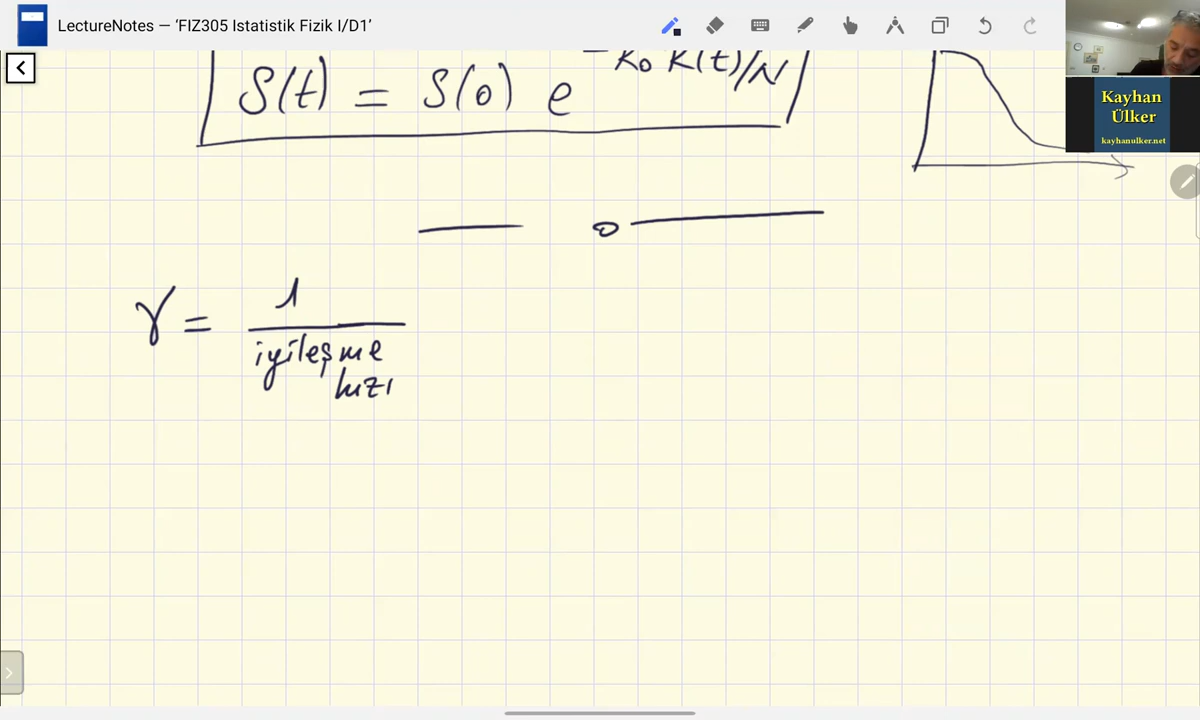 LectureNotes — ‘FIZ305 Istatistik Fizik I/D1’
Kayhan
Ülker
kayhanulker.net
S(t) = S(0) e^{-R₀ R(t)/N}
γ = 1
iyileşme
hızı